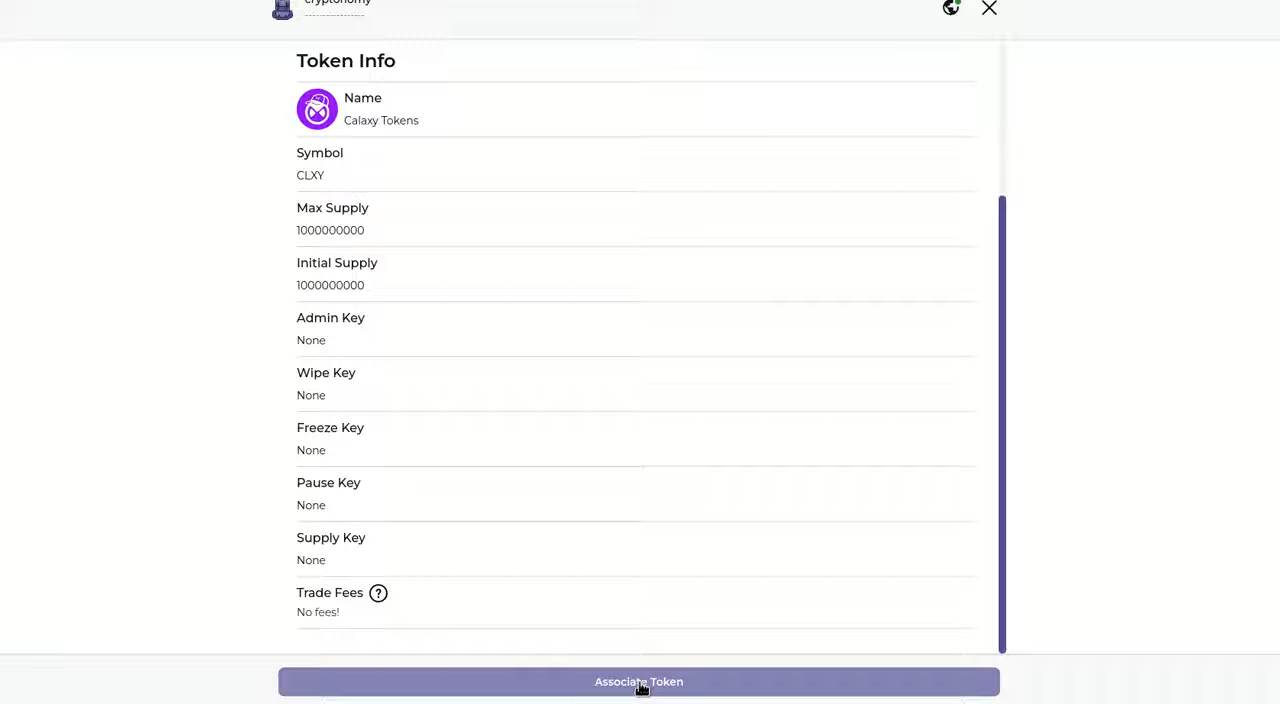 cryptonomy
Token Info
Name
Calaxy Tokens
Symbol
CLXY
Max Supply
1000000000
Initial Supply
1000000000
Admin Key
None
Wipe Key
None
Freeze Key
None
Pause Key
None
Supply Key
None
Trade Fees ?
No fees!
Associate Token